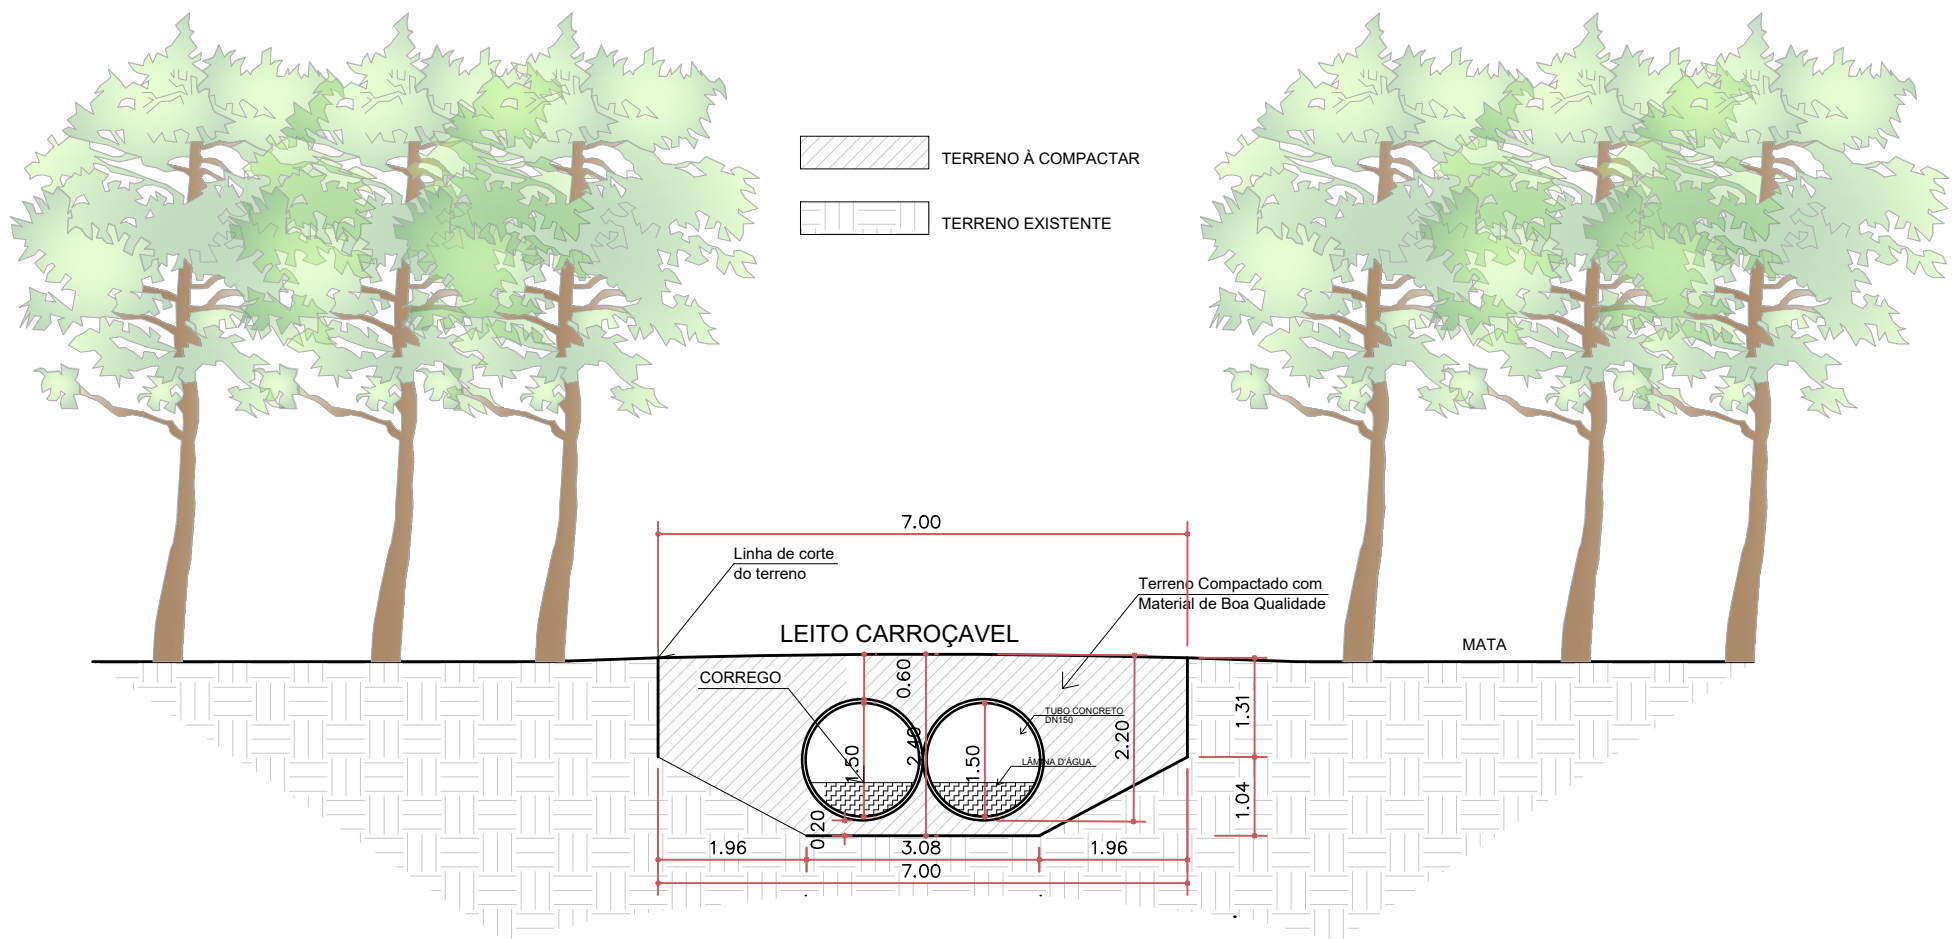 TERRENO À COMPACTAR
TERRENO EXISTENTE
7.00
Linha de corte
do terreno
Terreno Compactado com
Material de Boa Qualidade
LEITO CARROÇAVEL
MATA
CORREGO
0.60
TUBO CONCRETO
DN150
1.31
2.20
2.40
1.50
1.50
LÂMINA D'ÁGUA
1.04
0.20
1.96
3.08
1.96
7.00